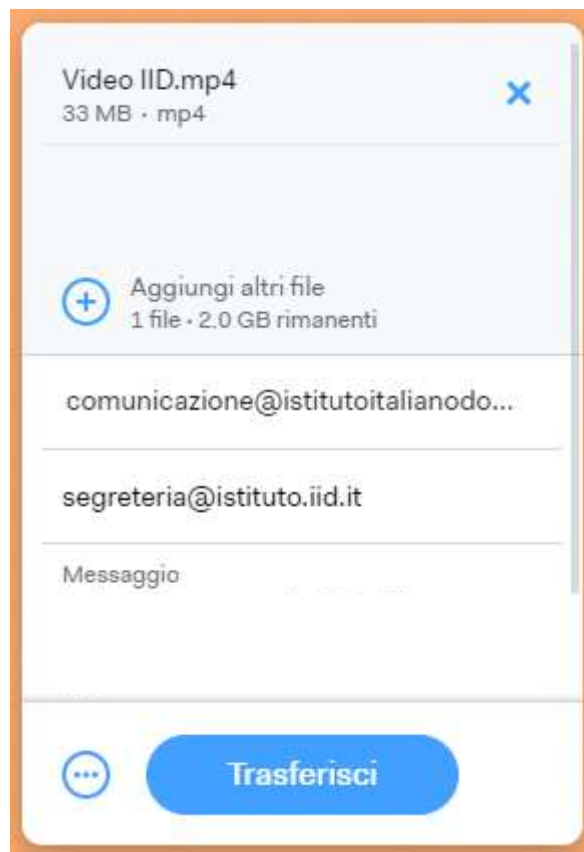 Video IID.mp4
33 MB · mp4
Aggiungi altri file
1 file · 2.0 GB rimanenti
comunicazione@istitutoitalianodo...
segreteria@istituto.iid.it
Messaggio
Trasferisci